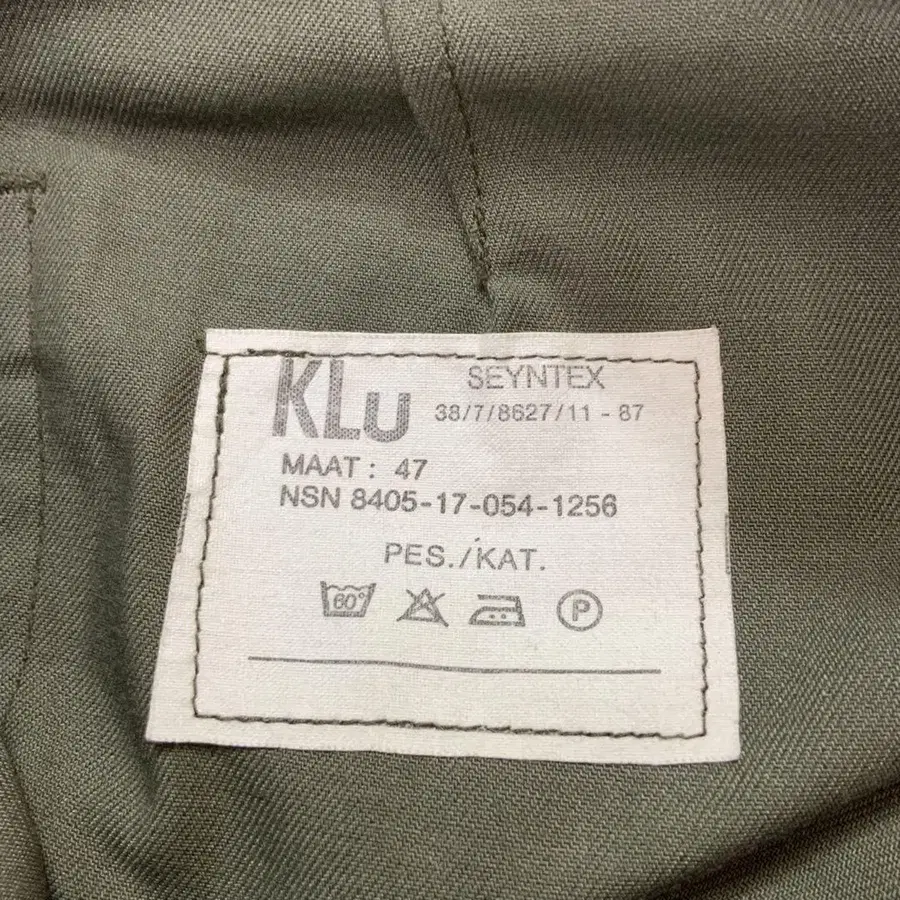 KLu
SEYNTEX
38/7/8627/11 - 87
MAAT: 47
NSN 8405-17-054-1256
PES./KAT.
60°
P